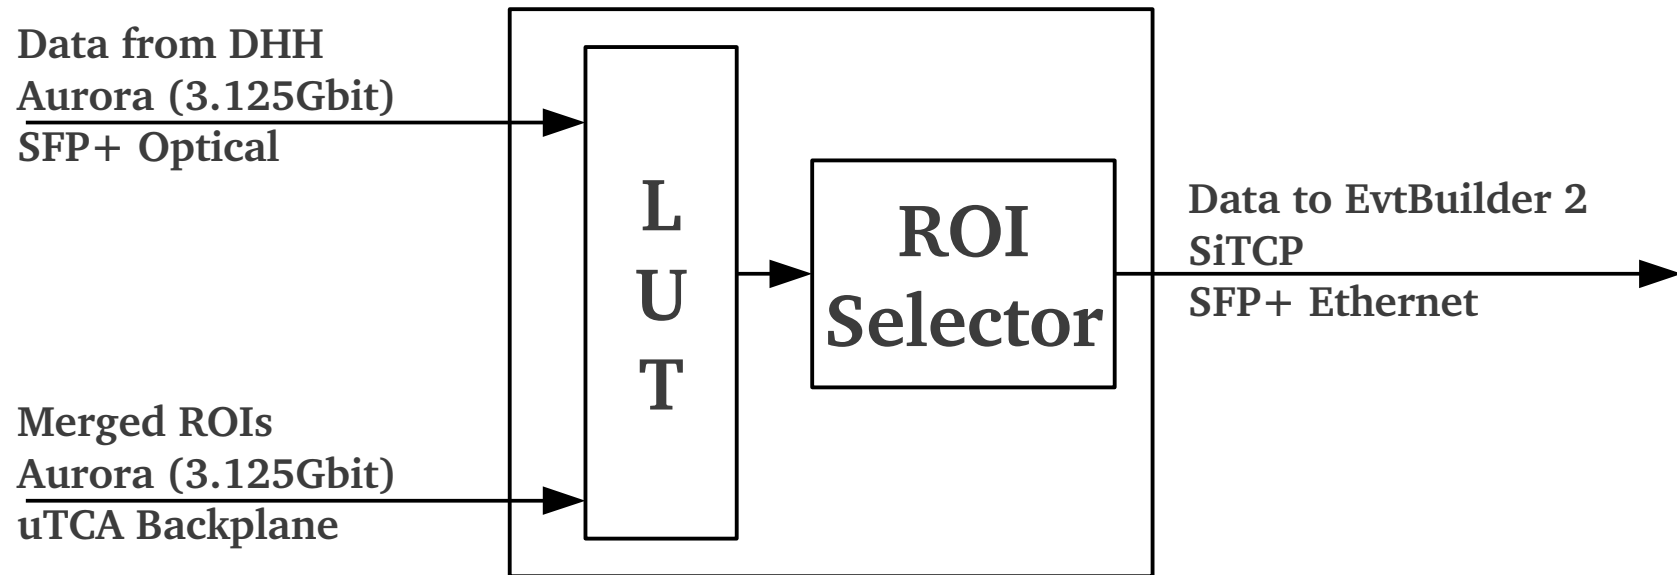 Data from DHH
Aurora (3.125Gbit)
SFP+ Optical
Merged ROIs
Aurora (3.125Gbit)
uTCA Backplane
L
U
T
ROI
Selector
Data to EvtBuilder 2
SiTCP
SFP+ Ethernet